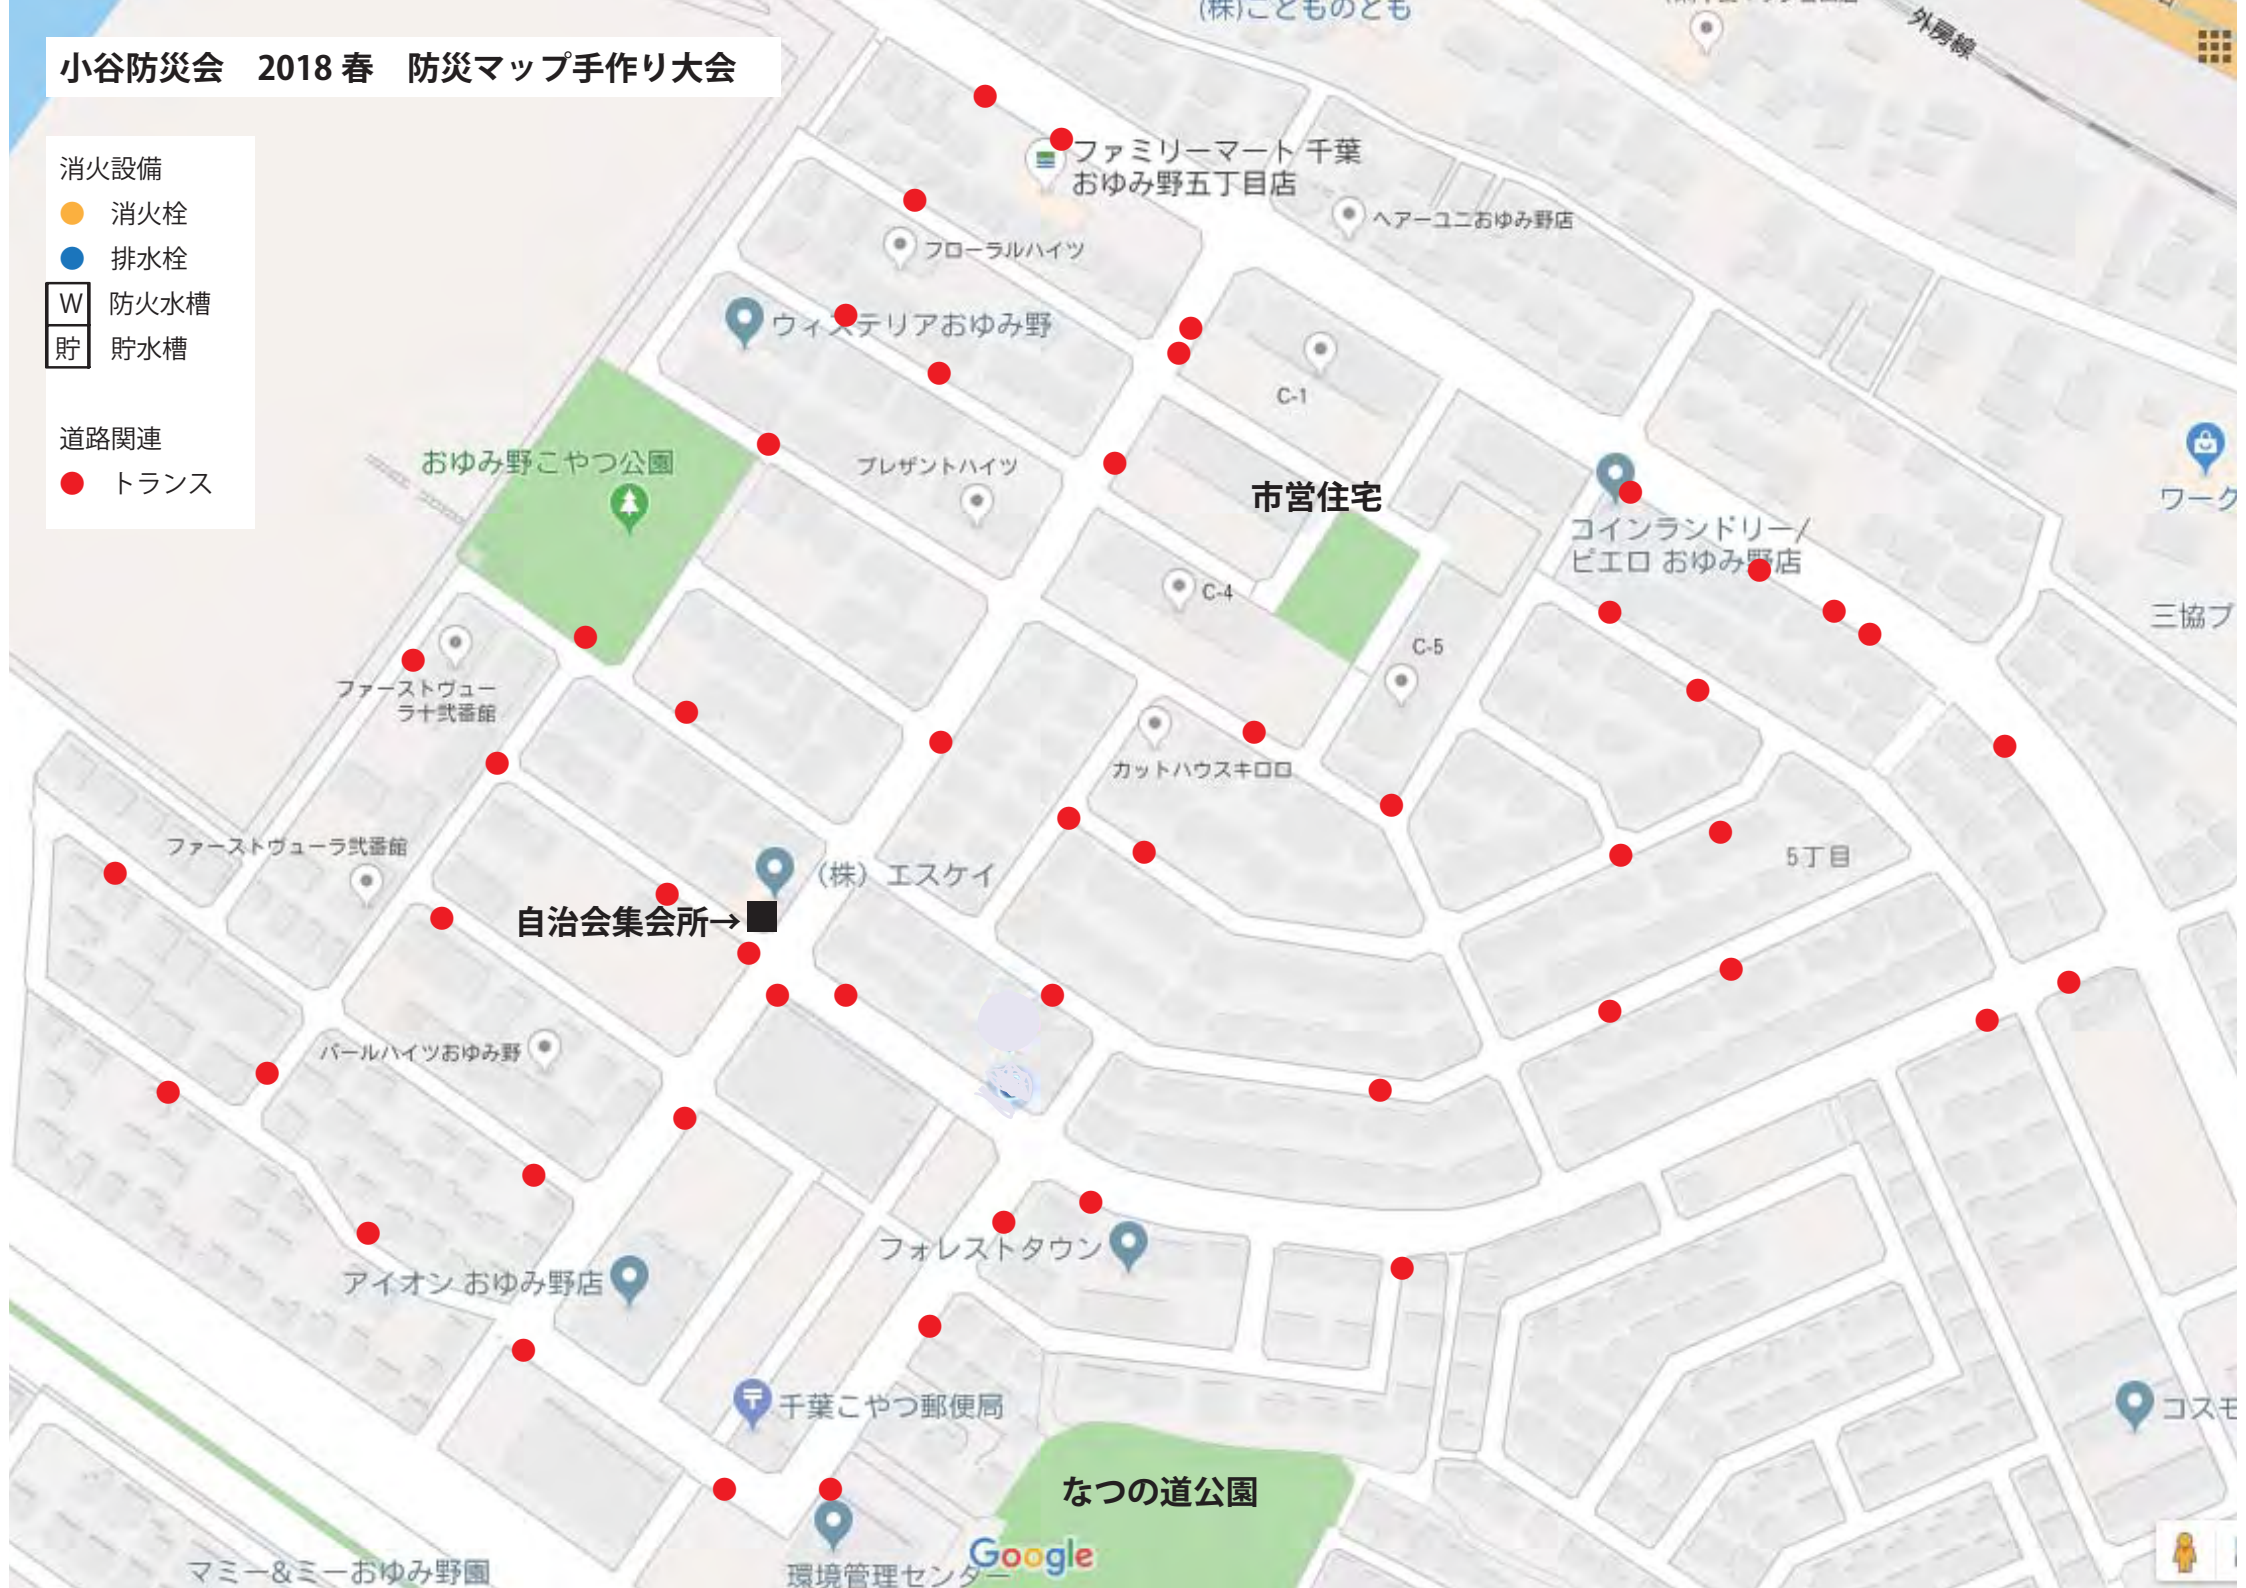 小谷防災会　2018 春　防災マップ手作り大会
消火設備
消火栓
排水栓
W 防火水槽
貯 貯水槽
道路関連
トランス
(株)こどものとも
外房線
ファミリーマート 千葉
おゆみ野五丁目店
ヘアーユニおゆみ野店
フローラルハイツ
ウィステリアおゆみ野
C-1
おゆみ野こやつ公園
プレザントハイツ
市営住宅
コインランドリー/
ピエロ おゆみ野店
ワーク
三協フ
C-4
C-5
ファーストヴュー
ラ十弐番館
カットハウスキロロ
ファーストヴューラ弐番館
(株) エスケイ
5丁目
自治会集会所→
パールハイツおゆみ野
フォレストタウン
アイオン おゆみ野店
千葉こやつ郵便局
コスモ
なつの道公園
Google
マミー&ミーおゆみ野園
環境管理センター